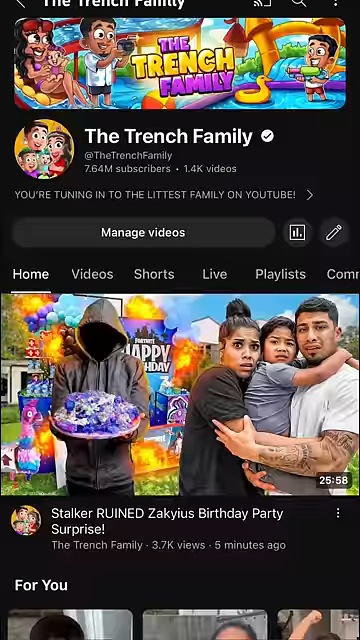 The Trench Family
THE
TRENCH
FAMILY
The Trench Family
@TheTrenchFamily
7.64M subscribers • 1.4K videos
YOU'RE TUNING IN TO THE LITTEST FAMILY ON YOUTUBE!
Manage videos
Home Videos Shorts Live Playlists Comm
FORTNITE
HAPPY
25:58
Stalker RUINED Zakyius Birthday Party
Surprise!
The Trench Family · 3.7K views · 5 minutes ago
For You